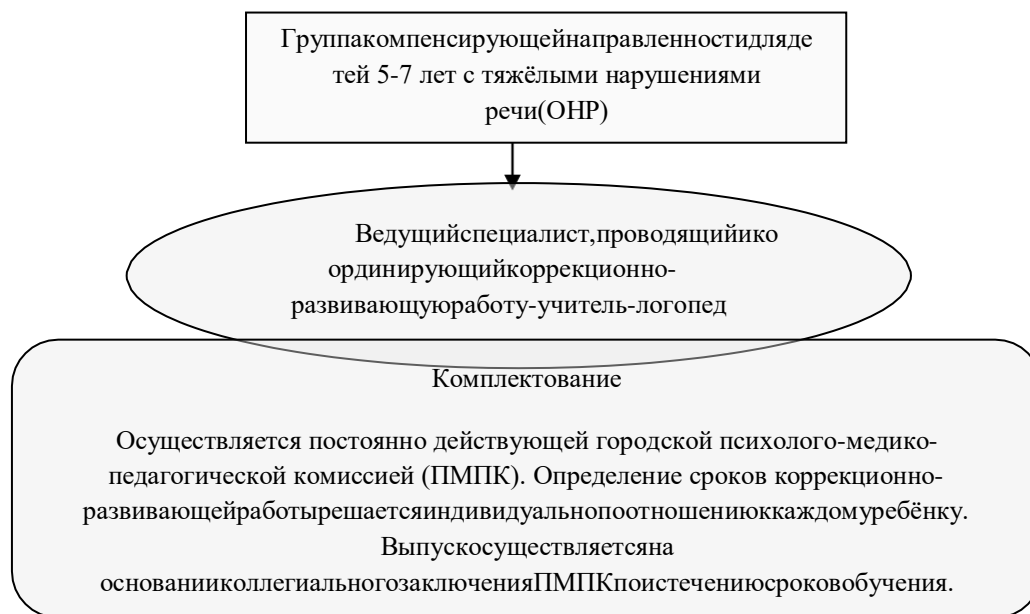 Группакомпенсирующейнаправленностидляде
тей 5-7 лет с тяжёлыми нарушениями
речи(ОНР)
Ведущийспециалист,проводящийико
ординирующийкоррекционно-
развивающуюработу-учитель-логопед
Комплектование
Осуществляется постоянно действующей городской психолого-медико-
педагогической комиссией (ПМПК). Определение сроков коррекционно-
развивающейработырешаетсяиндивидуальнопоотношениюккаждомуребёнку.
Выпускосуществляетсяна
основанииколлегиальногозаключенияПМПКпоистечениюсроковобучения.